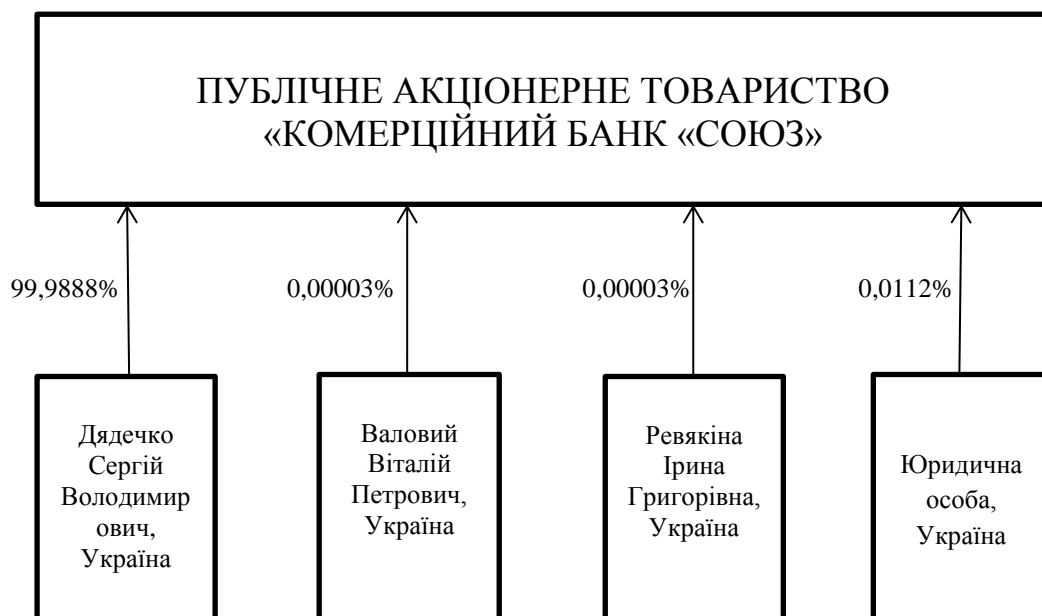 ПУБЛІЧНЕ АКЦІОНЕРНЕ ТОВАРИСТВО
«КОМЕРЦІЙНИЙ БАНК «СОЮЗ»
99,9888%
0,00003%
0,00003%
0,0112%
Дядечко
Сергій
Володимир
ович,
Україна
Валовий
Віталій
Петрович,
Україна
Ревякіна
Ірина
Григорівна,
Україна
Юридична
особа,
Україна